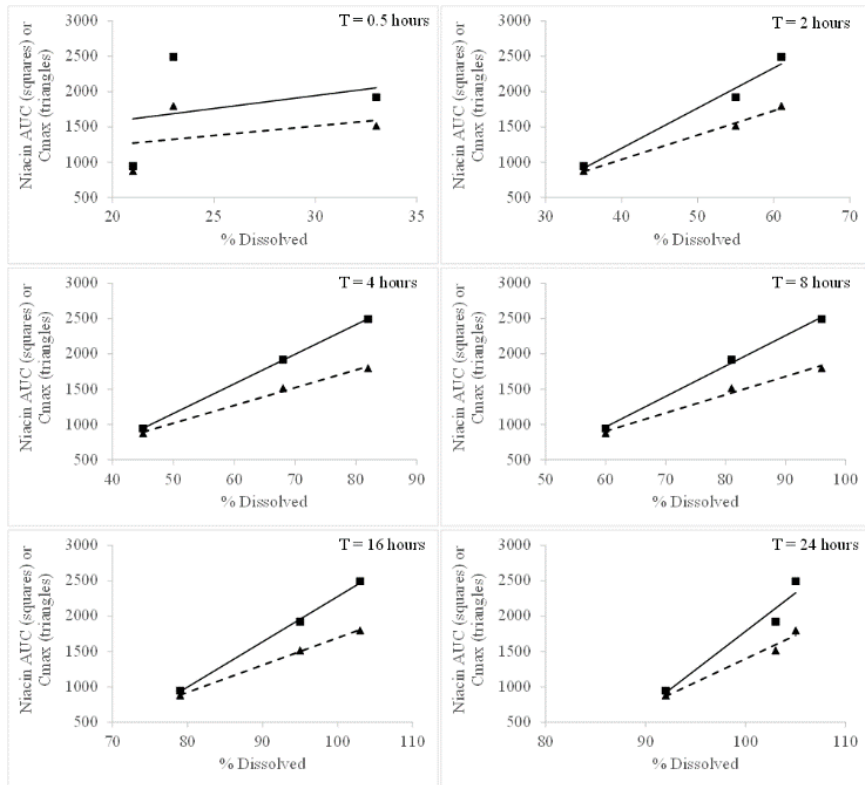 T = 0.5 hours
Niacin AUC (squares) or
Cmax (triangles)
3000
2500
2000
1500
1000
500
20
25
30
35
% Dissolved
T = 2 hours
Niacin AUC (squares) or
Cmax (triangles)
3000
2500
2000
1500
1000
500
30
40
50
60
70
% Dissolved
T = 4 hours
Niacin AUC (squares) or
Cmax (triangles)
3000
2500
2000
1500
1000
500
40
50
60
70
80
90
% Dissolved
T = 8 hours
Niacin AUC (squares) or
Cmax (triangles)
3000
2500
2000
1500
1000
500
50
60
70
80
90
100
% Dissolved
T = 16 hours
Niacin AUC (squares) or
Cmax (triangles)
3000
2500
2000
1500
1000
500
70
80
90
100
110
% Dissolved
T = 24 hours
Niacin AUC (squares) or
Cmax (triangles)
3000
2500
2000
1500
1000
500
80
90
100
110
% Dissolved